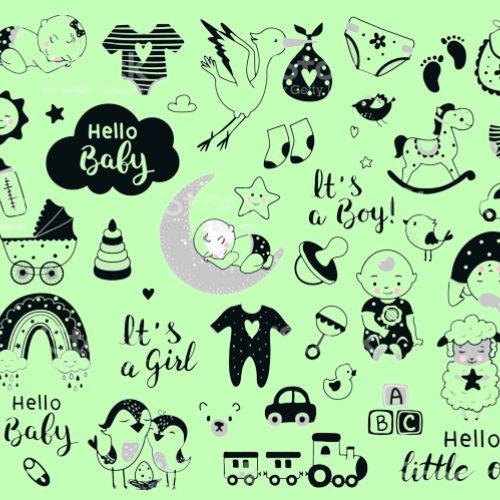 Hello
Baby
It's
a Boy!
It's
a Girl
Hello
Baby
A
B C
Hello
little